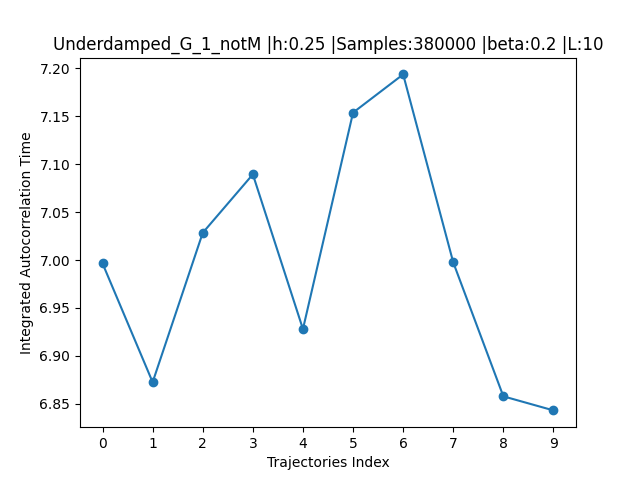 Underdamped_G_1_notM |h:0.25 |Samples:380000 |beta:0.2 |L:10
7.20
7.15
7.10
7.05
7.00
6.95
6.90
6.85
Integrated Autocorrelation Time
0 1 2 3 4 5 6 7 8 9
Trajectories Index